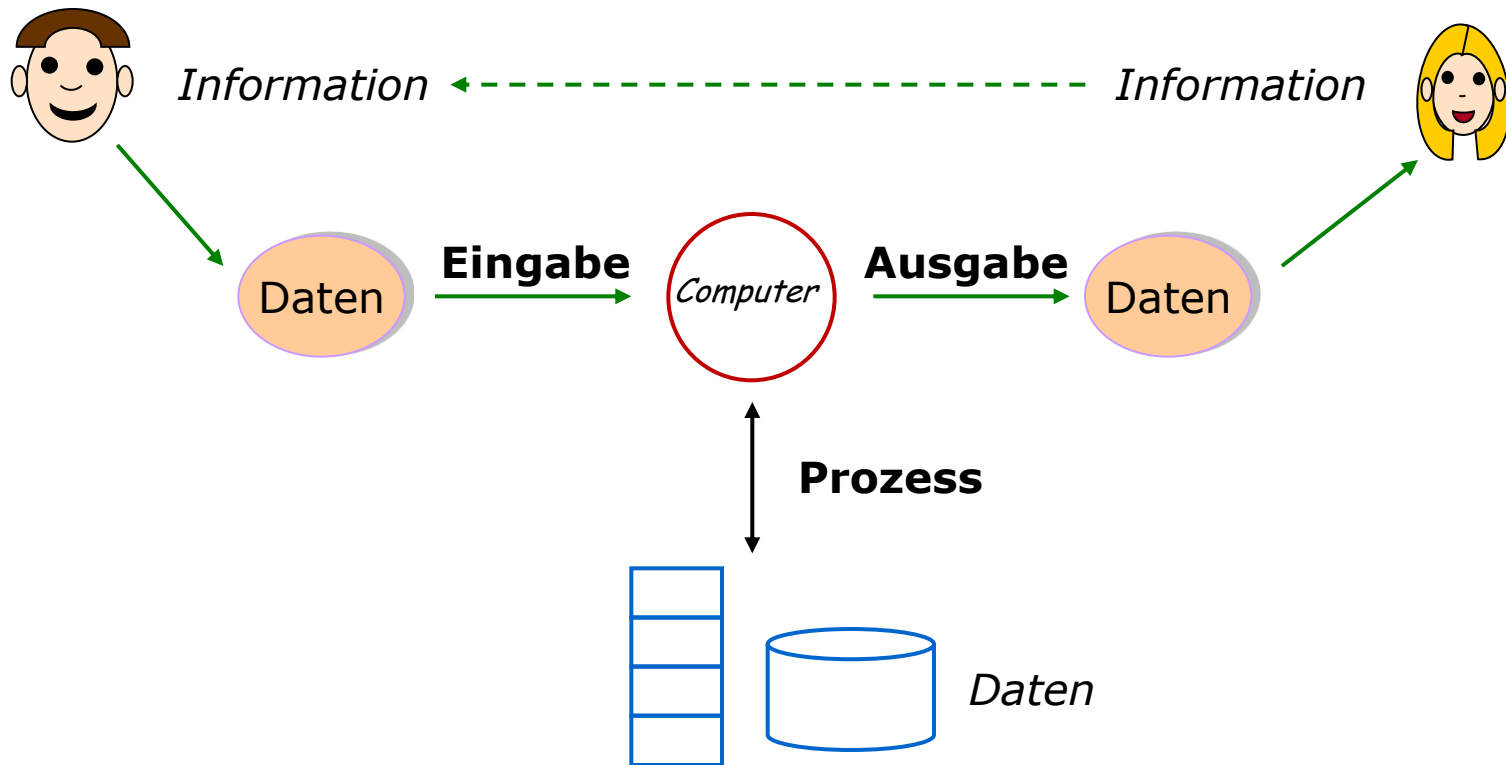 Information
Information
Daten
Eingabe
Computer
Ausgabe
Daten
Prozess
Daten